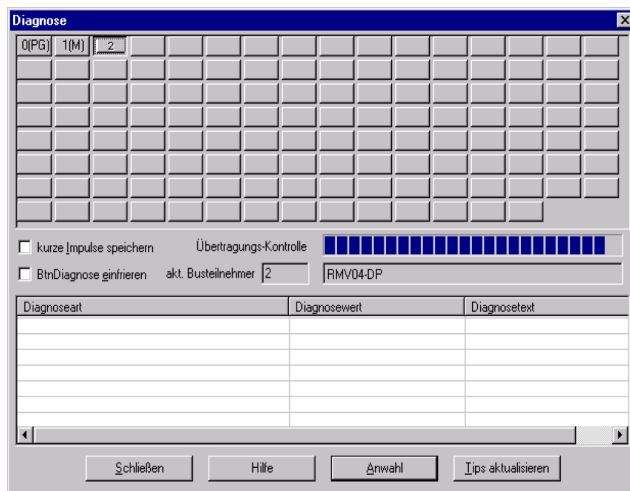 Diagnose
0(PG) 1(M) 2
kurze Impulse speichern Übertragungs-Kontrolle
BtnDiagnose einfrieren akt. Busteilnehmer 2 RMV04-DP
Diagnoseart Diagnosewert Diagnosetext
Schließen Hilfe Anwahl Tips aktualisieren